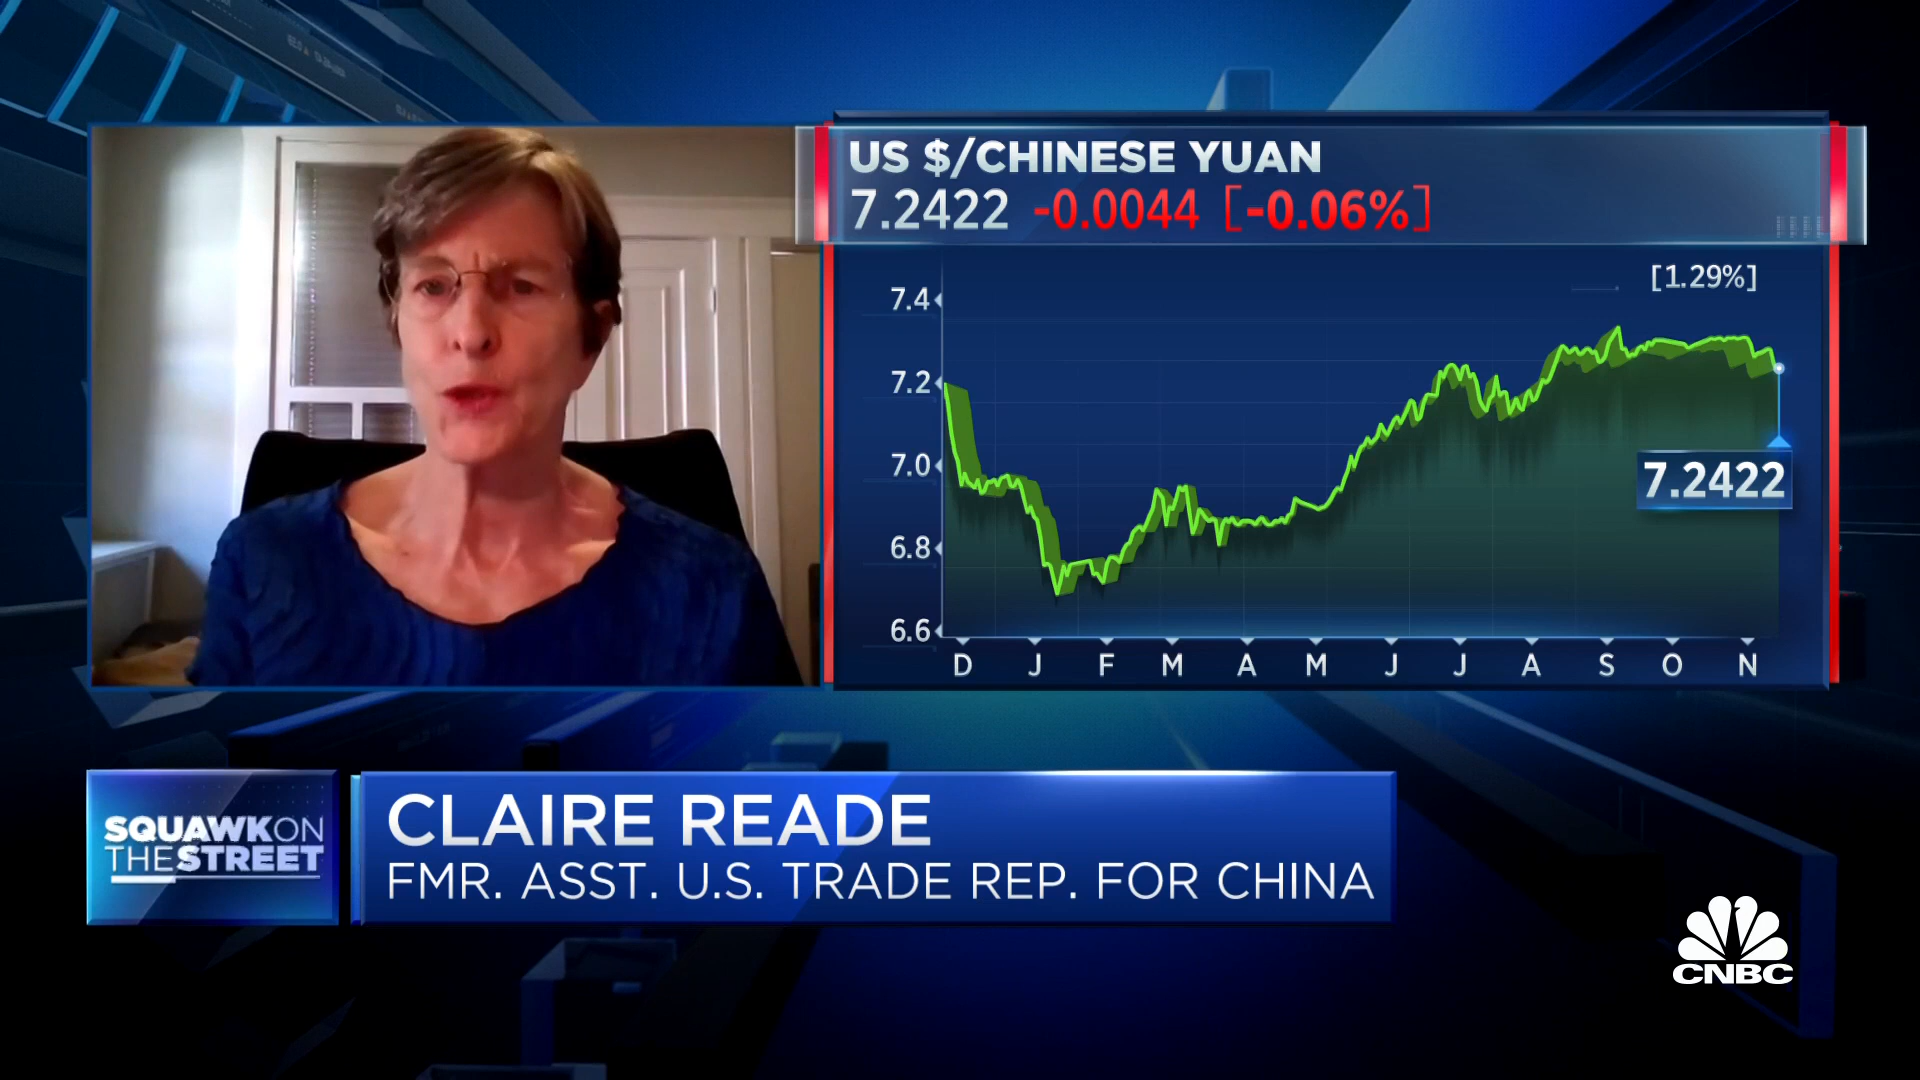 US $/CHINESE YUAN
7.2422 -0.0044 [-0.06%]
[1.29%]
7.4
7.2
7.0
6.8
6.6
7.2422
D J F M A M J J A S O N
SQUAWK ON
THE STREET
CLAIRE READE
FMR. ASST. U.S. TRADE REP. FOR CHINA
CNBC